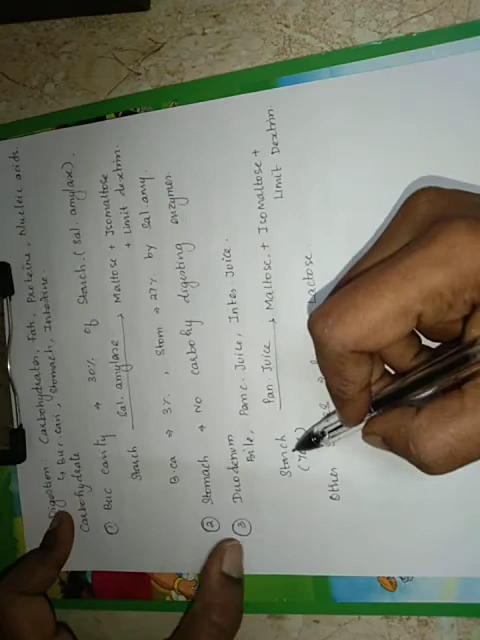 Digestion: Carbohydrates, Fats, Proteins, Nucleic acids.
↳ Buc. cavi, Stomach, Intestine.
Carbohydrate
① Buc cavity → 30% of Starch. (Sal. amylase).
Starch Sal. amylase → Maltose + Isomaltose
+ Limit dextrin.
B.ca ⇒ 3%, Stom ⇒ 27% by Sal. amy.
② Stomach → No carbohy digesting enzymes
③ Duodenum
Bile, Panc. Juice, Intes. Juice.
Starch Pan Juice → Maltose. + Isomaltose +
Limit Dextrin.
Other Lactose.